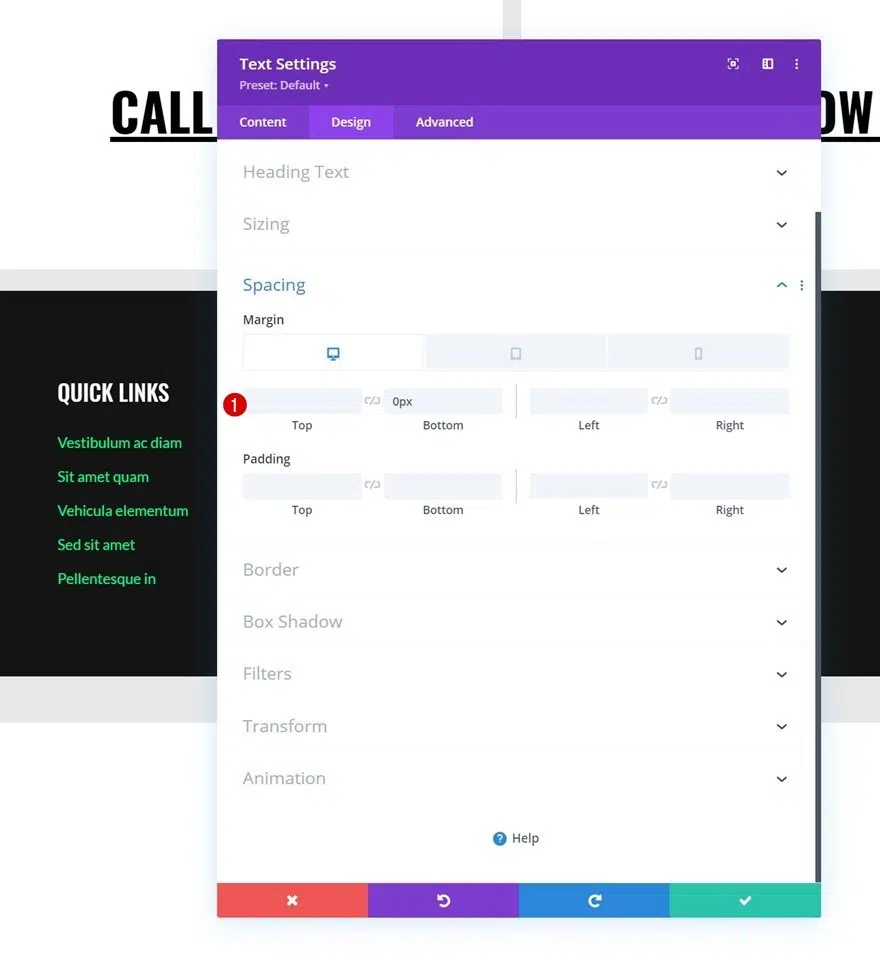 Text Settings
Preset: Default
CALL
OW
Content Design Advanced
Heading Text
Sizing
Spacing
Margin
1
0px
Top Bottom Left Right
Padding
Top Bottom Left Right
QUICK LINKS
Vestibulum ac diam
Sit amet quam
Vehicula elementum
Sed sit amet
Pellentesque in
Border
Box Shadow
Filters
Transform
Animation
? Help